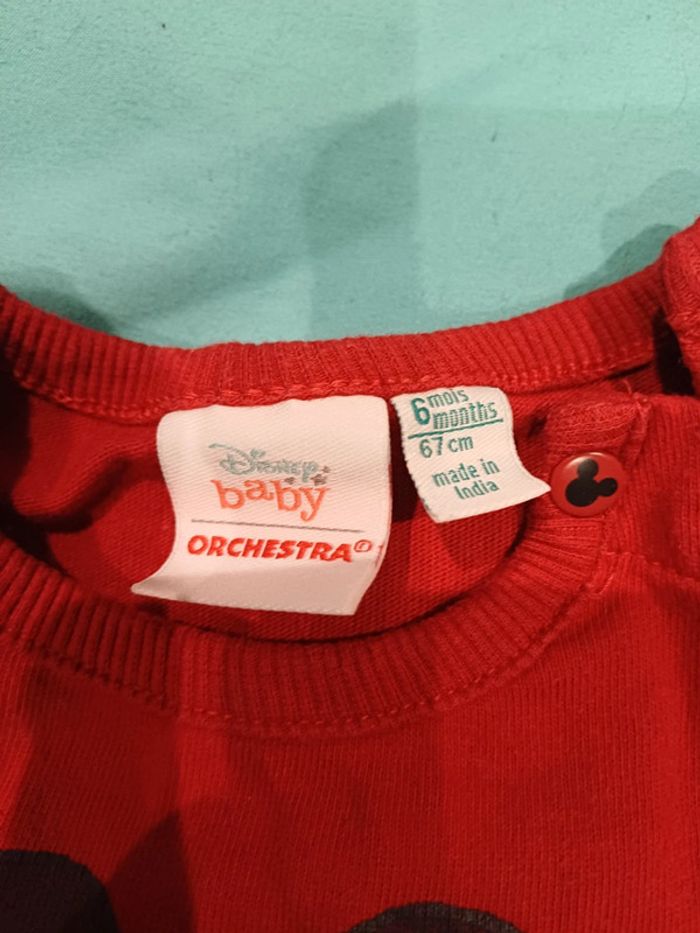 Disney
baby
ORCHESTRA
6 mois
months
67 cm
made in
India